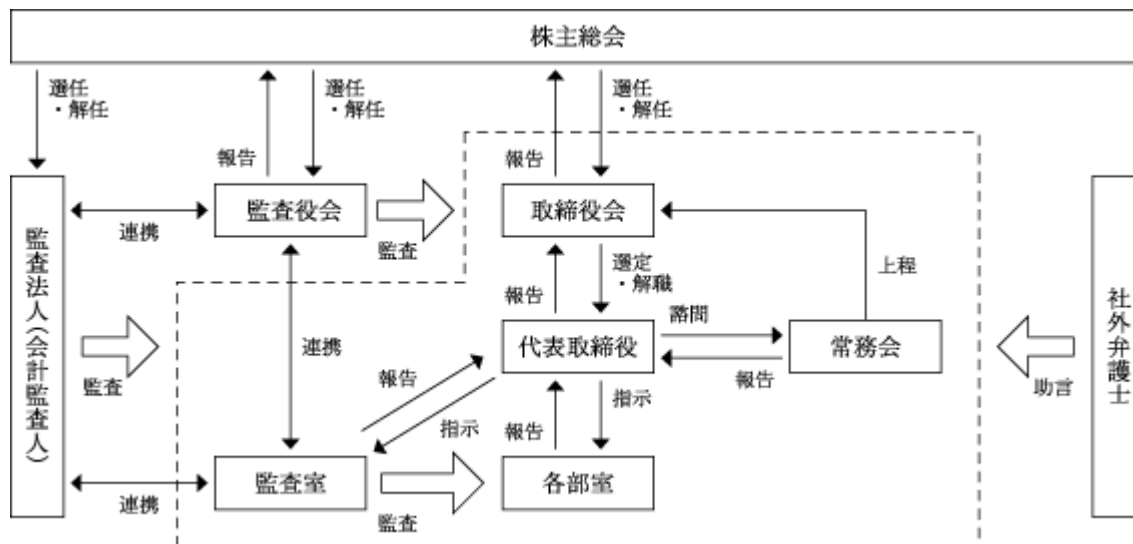 株主総会
選任
・解任
報告
選任
・解任
報告
選任
・解任
監査法人(会計監査人)
連携
監査役会
監査
取締役会
上程
社外弁護士
報告
選定
・解職
監査
連携
代表取締役
諮問
報告
常務会
助言
報告
指示
報告
指示
連携
監査室
監査
各部室